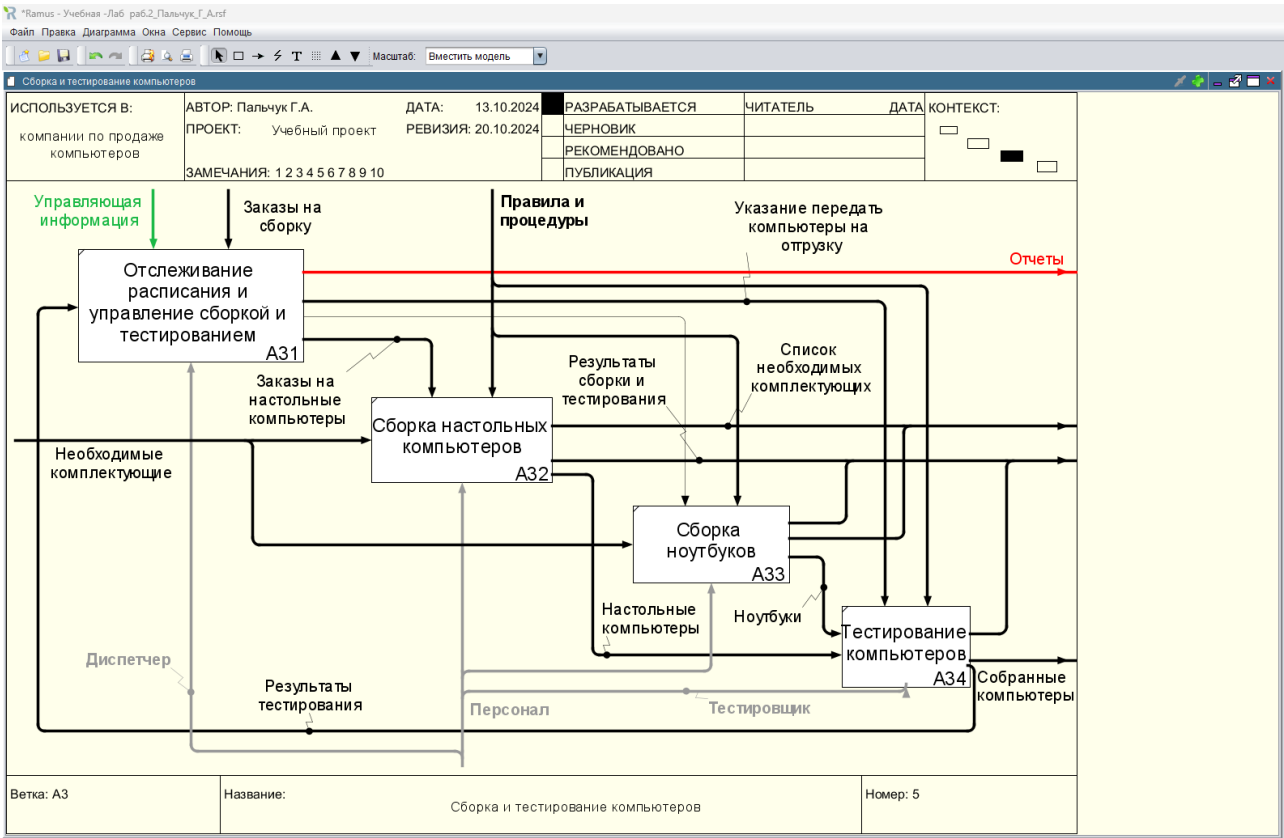 *Ramus - Учебная -Лаб раб.2_Пальчук_Г_А.rsf
Файл Правка Диаграмма Окна Сервис Помощь
Масштаб: Вместить модель
Сборка и тестирование компьютеров
ИСПОЛЬЗУЕТСЯ В:
компании по продаже
компьютеров
АВТОР: Пальчук Г.А.
ДАТА: 13.10.2024
ПРОЕКТ: Учебный проект
РЕВИЗИЯ: 20.10.2024
ЗАМЕЧАНИЯ: 1 2 3 4 5 6 7 8 9 10
РАЗРАБАТЫВАЕТСЯ
ЧЕРНОВИК
РЕКОМЕНДОВАНО
ПУБЛИКАЦИЯ
ЧИТАТЕЛЬ
ДАТА
КОНТЕКСТ:
Управляющая
информация
Заказы на
сборку
Правила и
процедуры
Указание передать
компьютеры на
отгрузку
Отчеты
Отслеживание
расписания и
управление сборкой и
тестированием
A31
Заказы на
настольные
компьютеры
Результаты
сборки и
тестирования
Список
необходимых
комплектующих
Сборка настольных
компьютеров
A32
Необходимые
комплектующие
Сборка
ноутбуков
A33
Настольные
компьютеры
Ноутбуки
Тестирование
компьютеров
A34
Собранные
компьютеры
Диспетчер
Результаты
тестирования
Персонал
Тестировщик
Ветка: A3
Название:
Сборка и тестирование компьютеров
Номер: 5